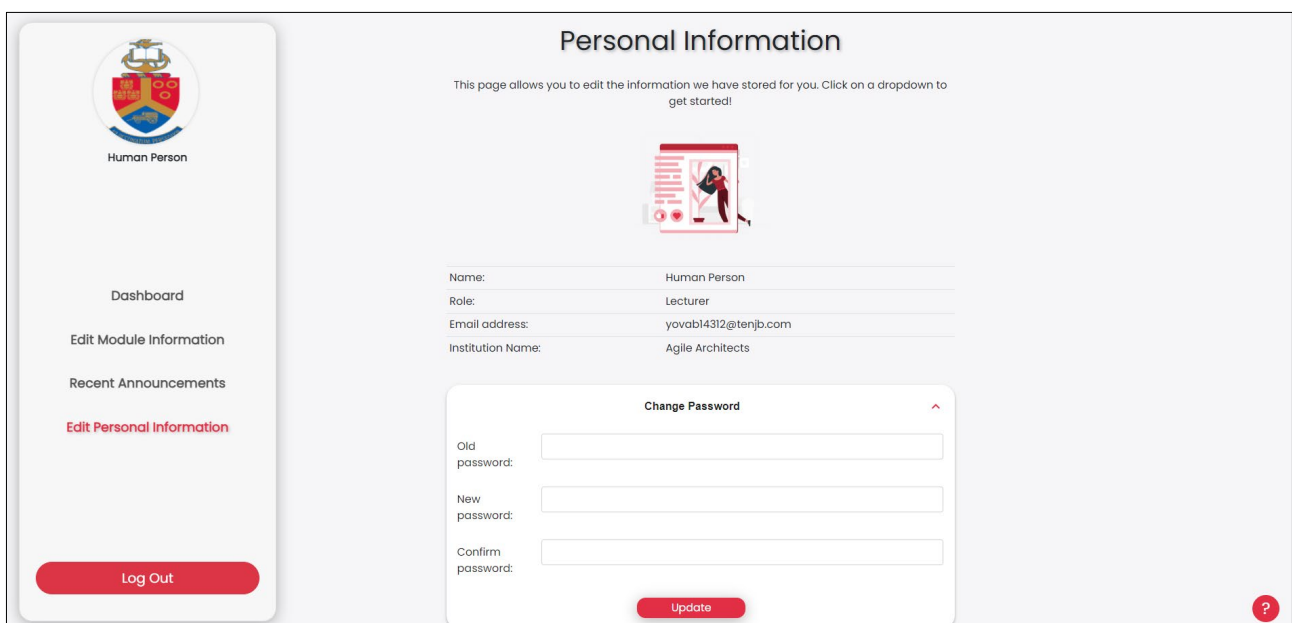 Human Person
Dashboard
Edit Module Information
Recent Announcements
Edit Personal Information
Log Out
Personal Information
This page allows you to edit the information we have stored for you. Click on a dropdown to
get started!
Name: Human Person
Role: Lecturer
Email address: yovab14312@tenjb.com
Institution Name: Agile Architects
Change Password
Old
password:
New
password:
Confirm
password:
Update
?